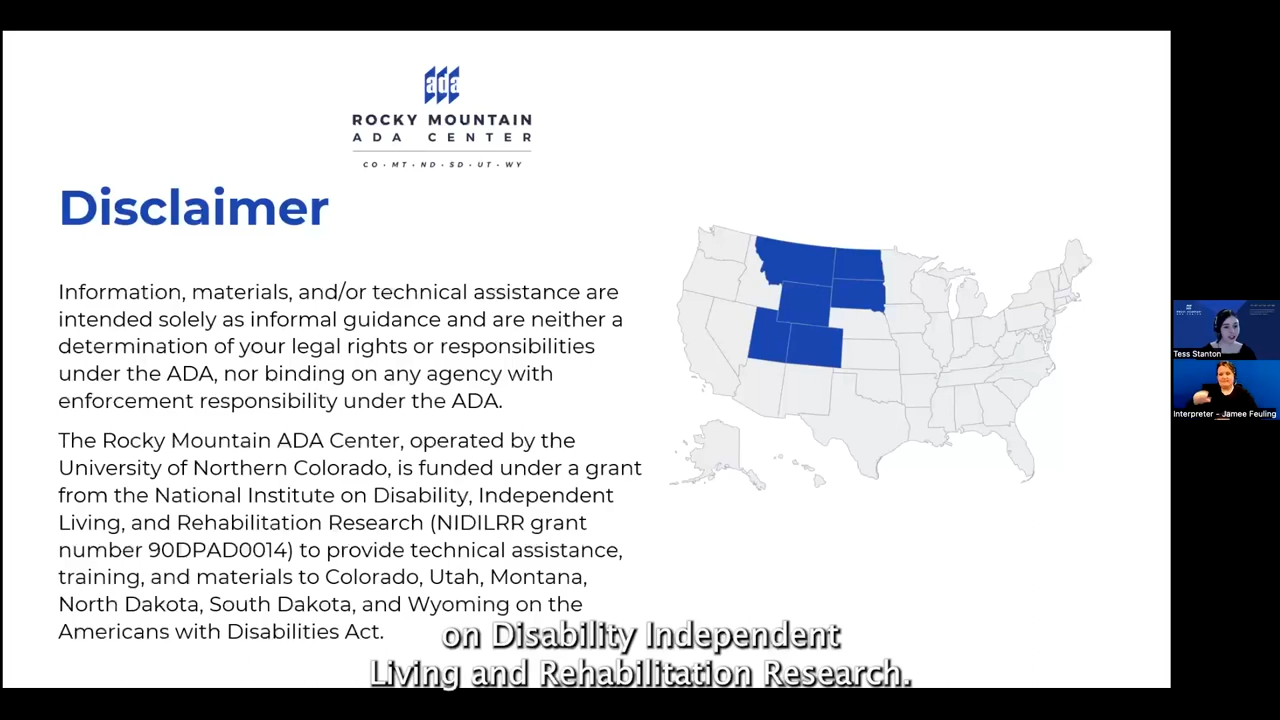 ada
ROCKY MOUNTAIN
ADA CENTER
CO • MT • ND • SD • UT • WY
Disclaimer
Information, materials, and/or technical assistance are
intended solely as informal guidance and are neither a
determination of your legal rights or responsibilities
under the ADA, nor binding on any agency with
enforcement responsibility under the ADA.
The Rocky Mountain ADA Center, operated by the
University of Northern Colorado, is funded under a grant
from the National Institute on Disability, Independent
Living, and Rehabilitation Research (NIDILRR grant
number 90DPAD0014) to provide technical assistance,
training, and materials to Colorado, Utah, Montana,
North Dakota, South Dakota, and Wyoming on the
Americans with Disabilities Act.
on Disability Independent
Living and Rehabilitation Research.
Tess Stanton
Interpreter - Jamee Feuling